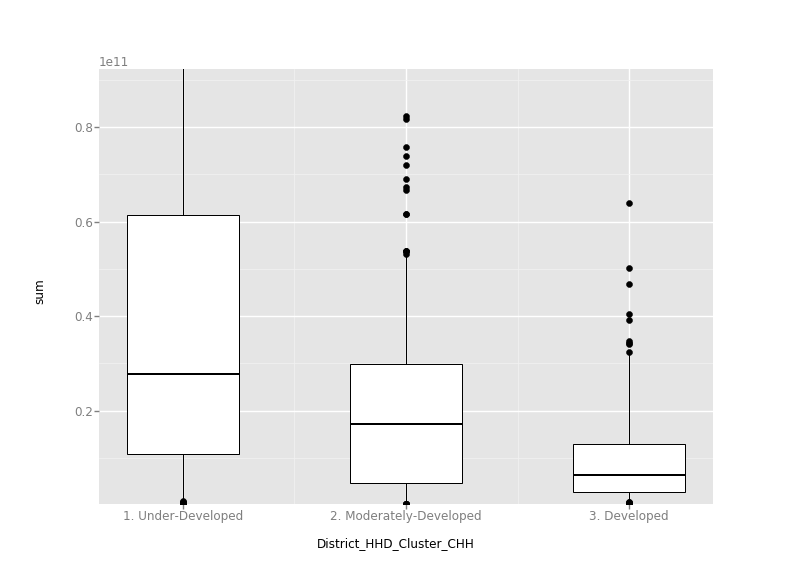 1e11
0.8
0.6
0.4
0.2
sum
1. Under-Developed
2. Moderately-Developed
3. Developed
District_HHD_Cluster_CHH